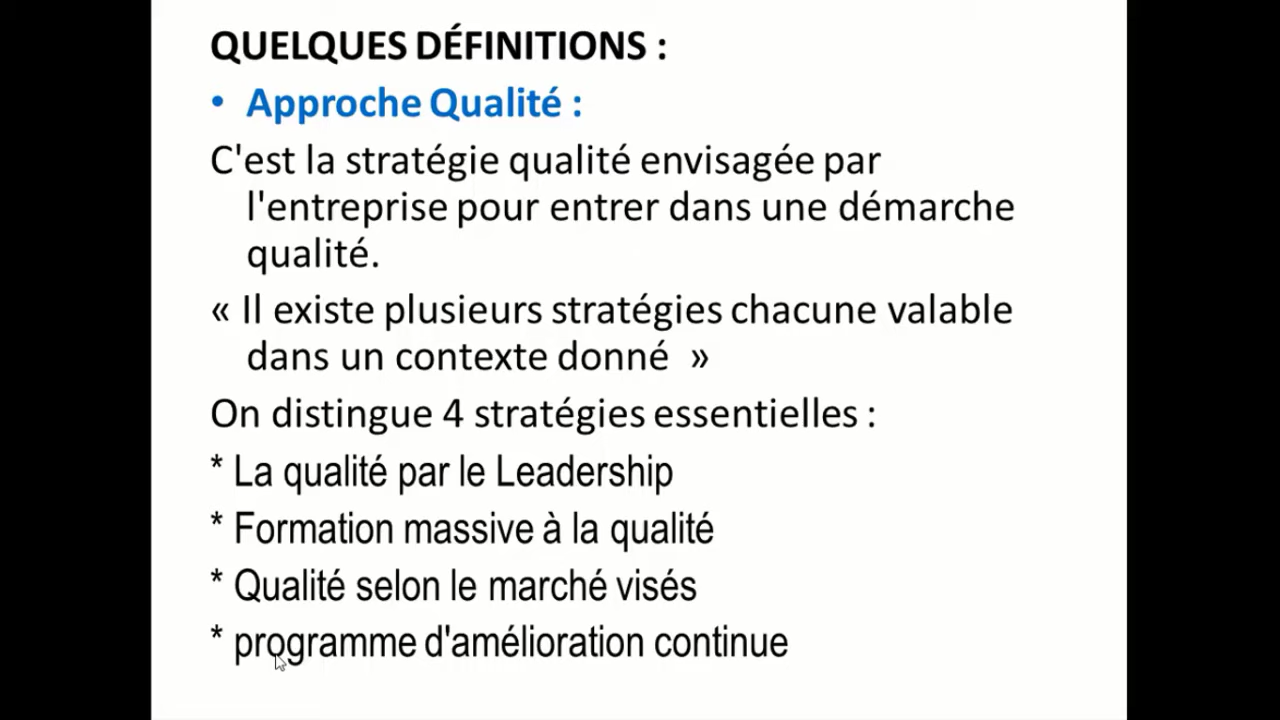 QUELQUES DÉFINITIONS :
• Approche Qualité :
C'est la stratégie qualité envisagée par
l'entreprise pour entrer dans une démarche
qualité.
« Il existe plusieurs stratégies chacune valable
dans un contexte donné »
On distingue 4 stratégies essentielles :
* La qualité par le Leadership
* Formation massive à la qualité
* Qualité selon le marché visés
* programme d'amélioration continue